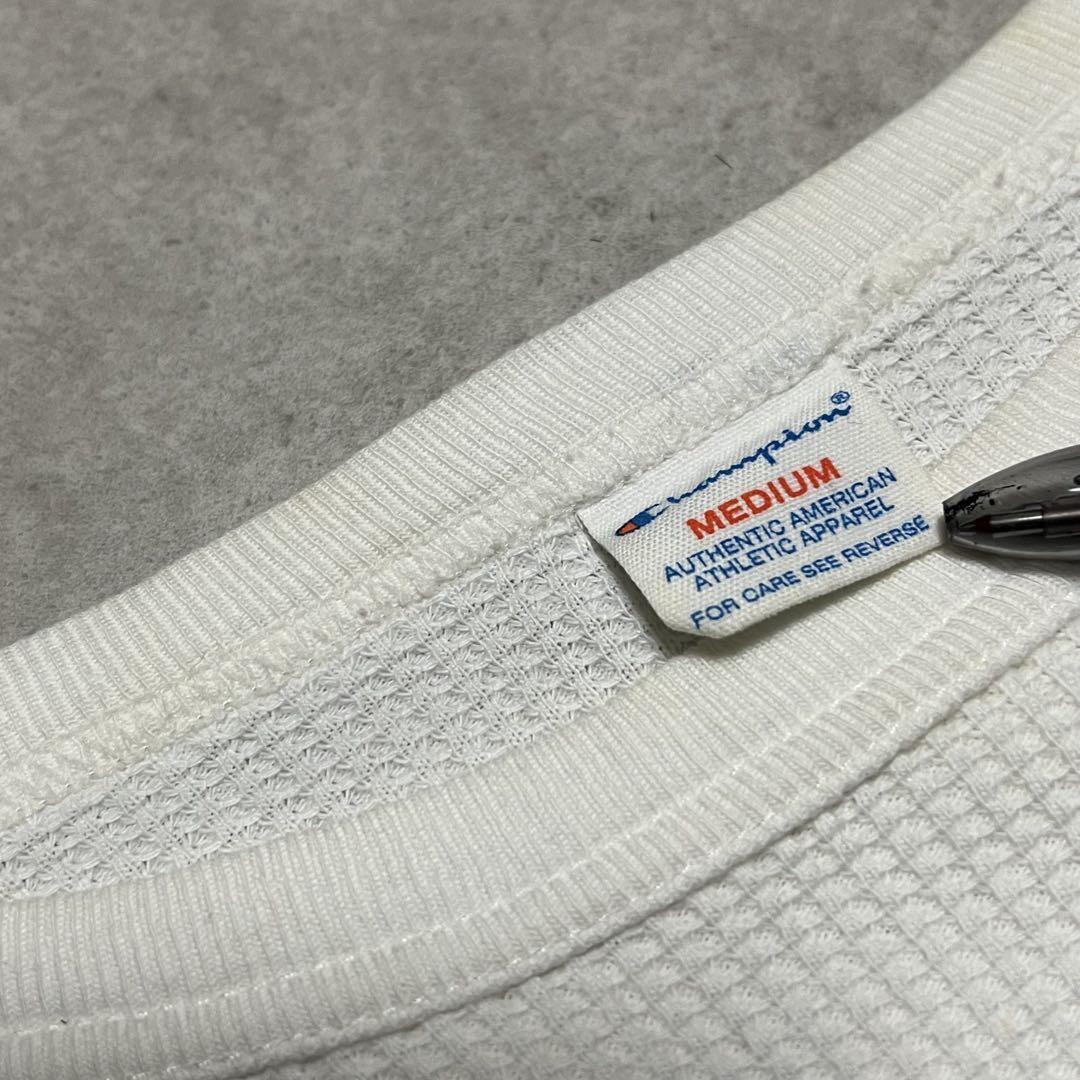 Champion®
MEDIUM
AUTHENTIC AMERICAN
ATHLETIC APPAREL
FOR CARE SEE REVERSE